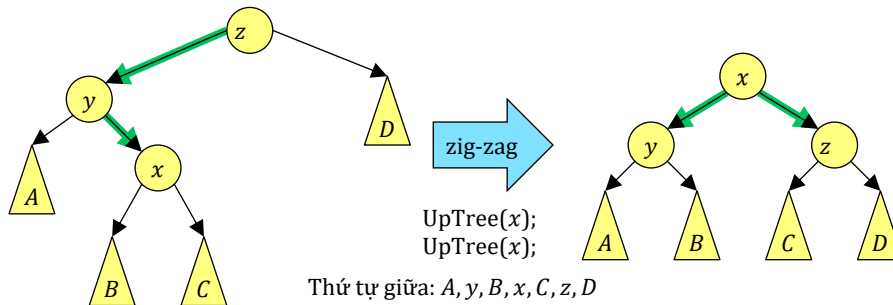 z
x
y
D
zig-zag
y
z
x
A
UpTree(x);
A
B
C
D
UpTree(x);
B
C
Thứ tự giữa: A, y, B, x, C, z, D